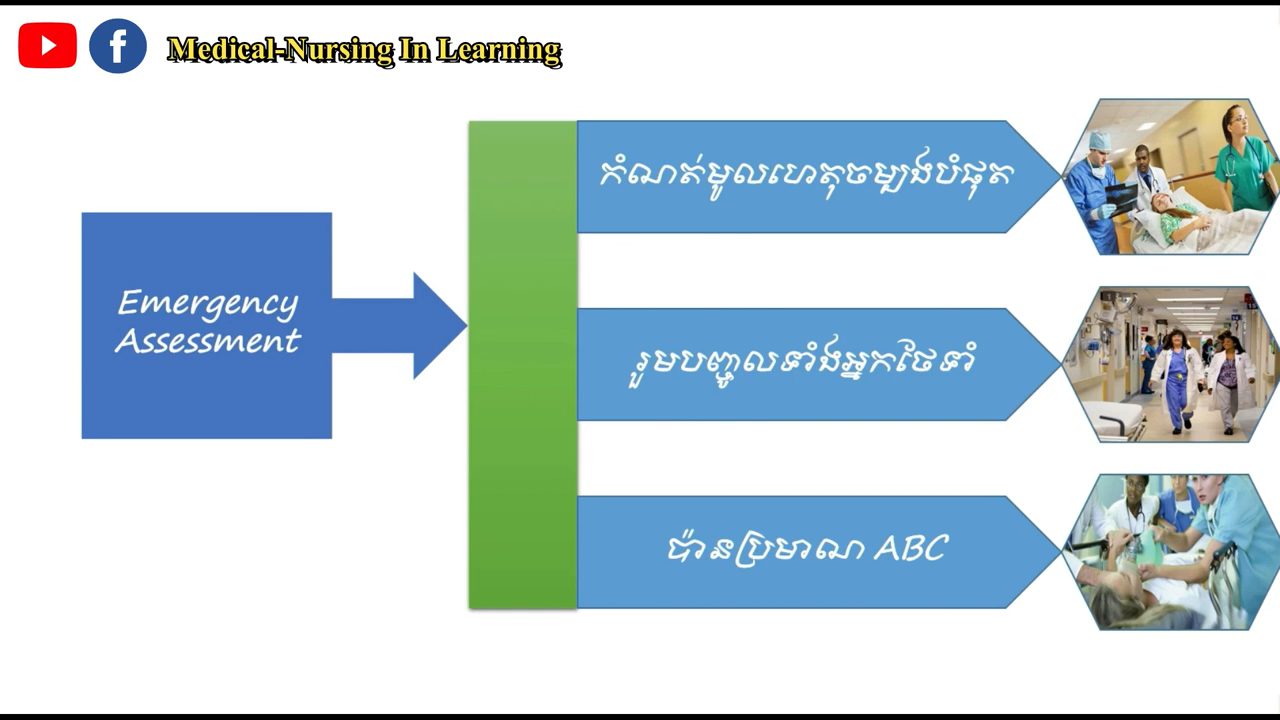 Medical-Nursing In Learning
Emergency
Assessment
កំណត់មូលហេតុចម្បងបំផុត
រួមបញ្ចូលទាំងអ្នកថែទាំ
ប៉ានប្រមាណ ABC